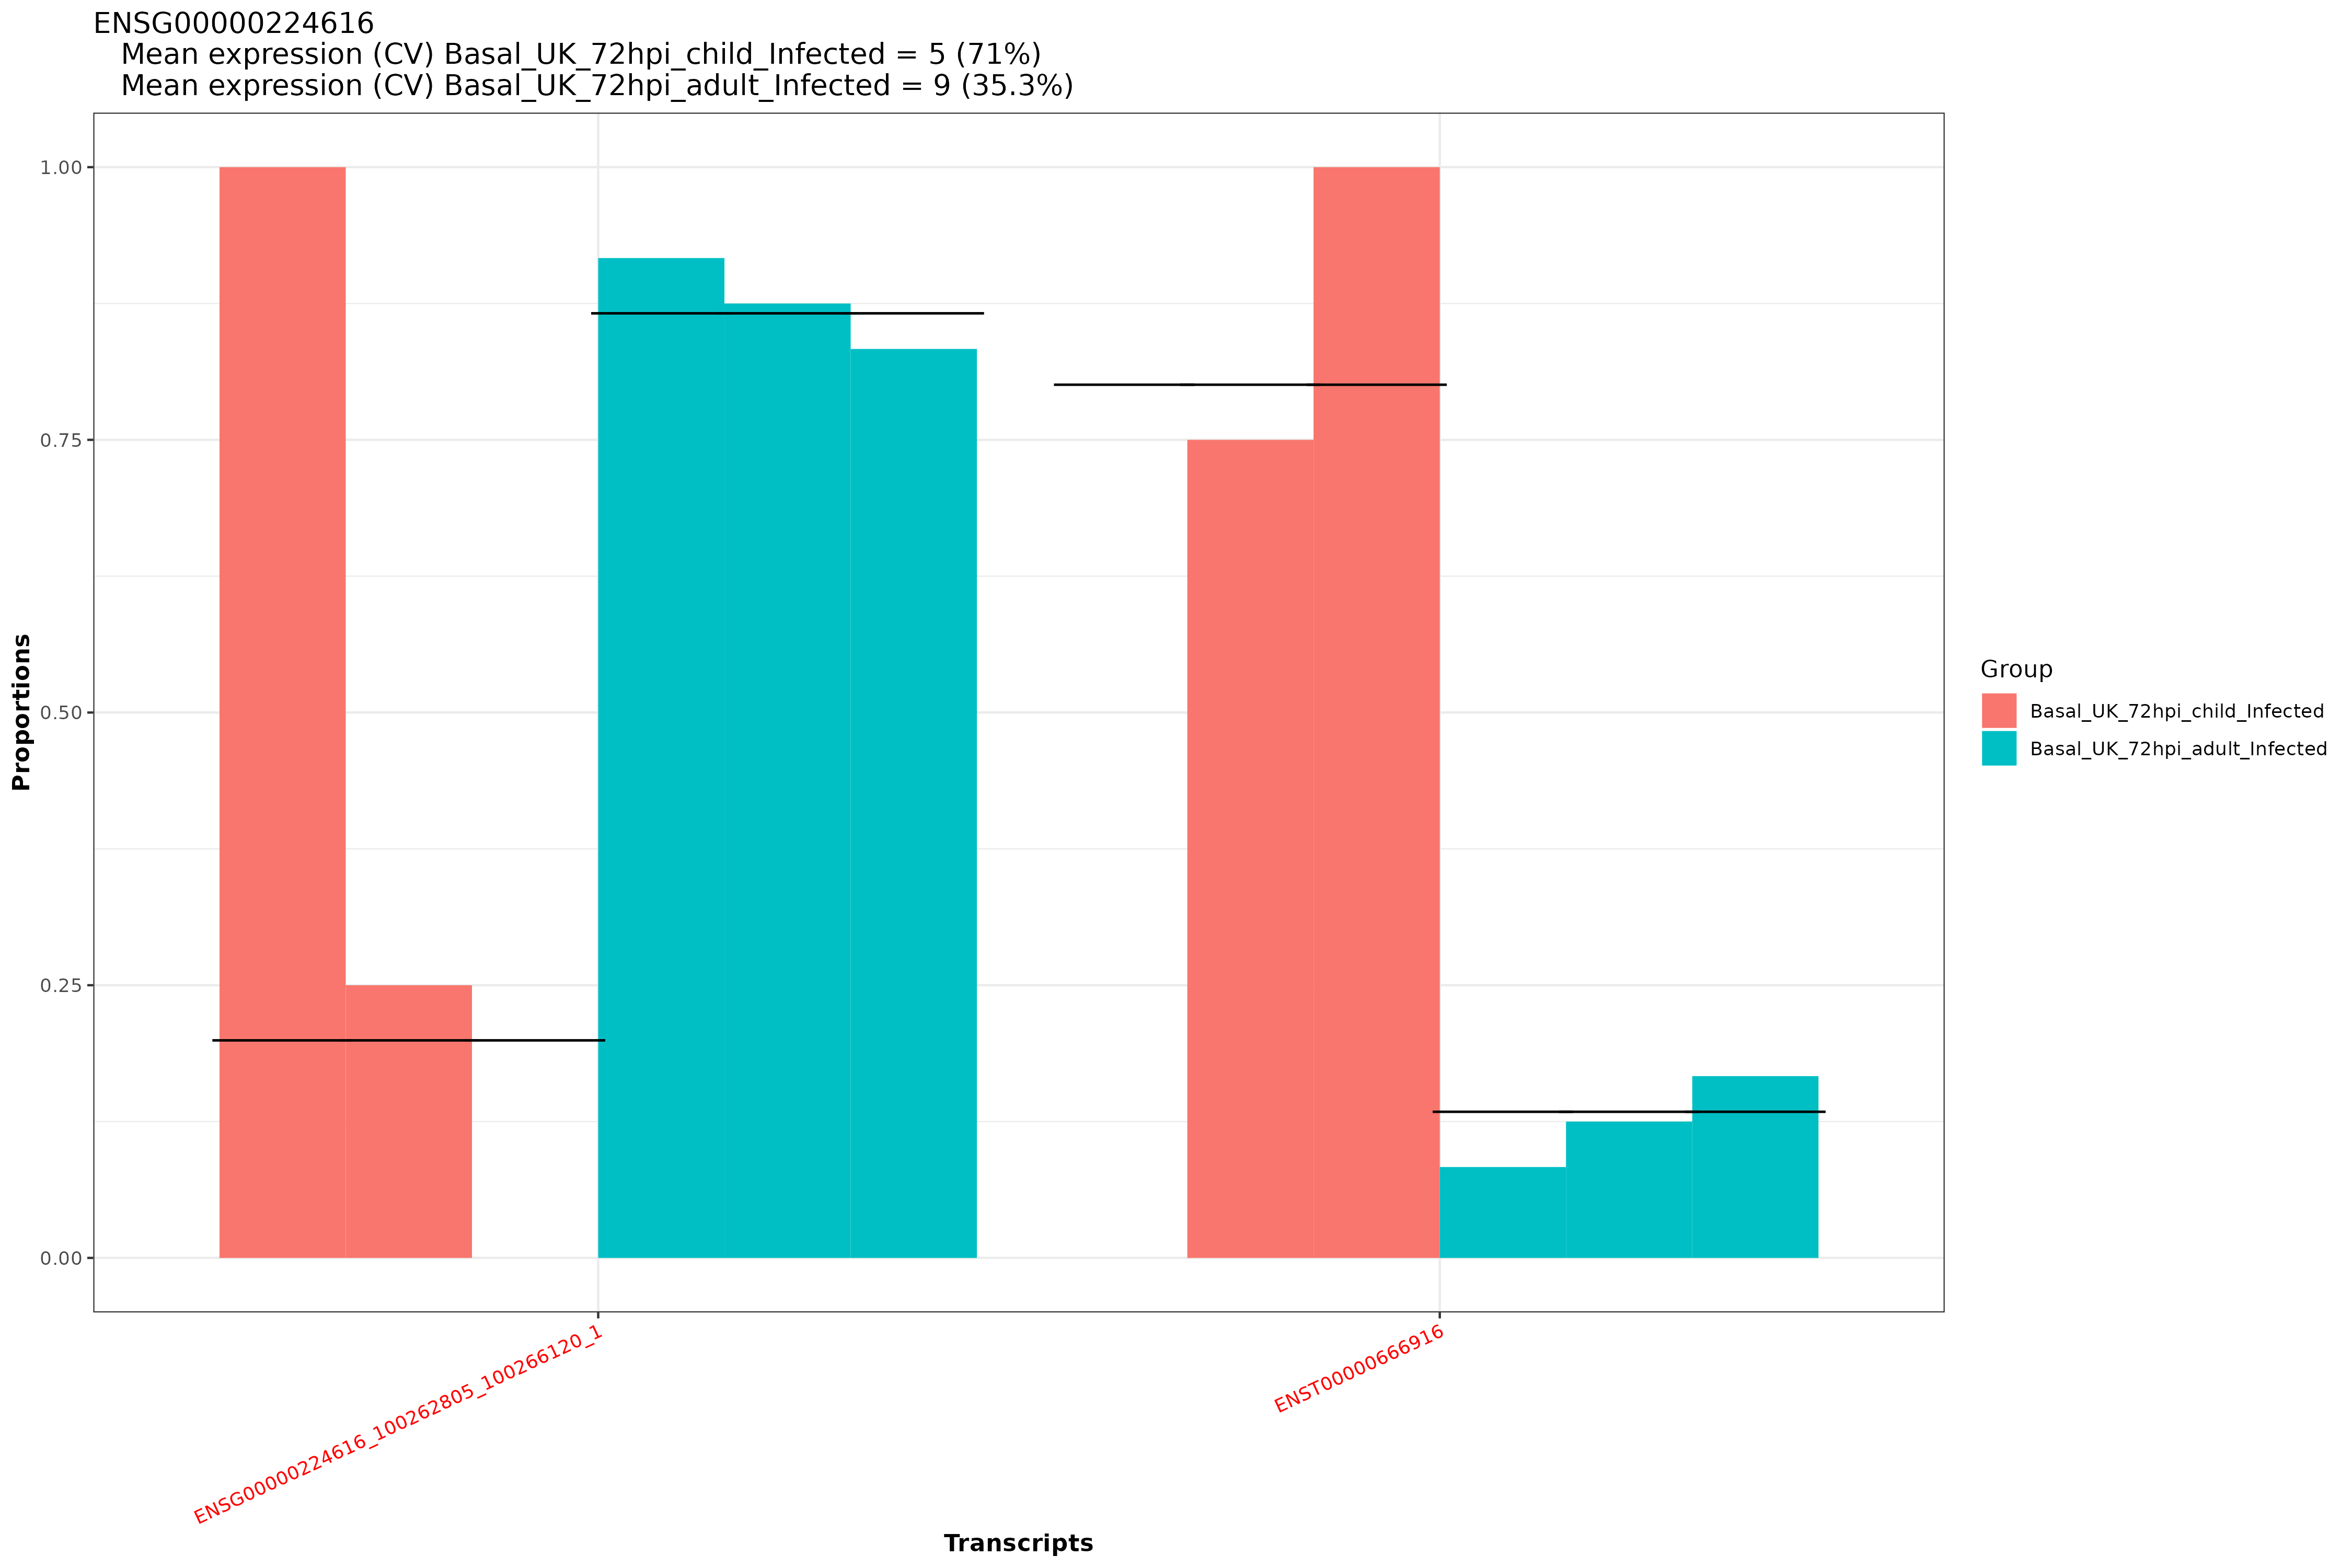 ENSG00000224616
Mean expression (CV) Basal_UK_72hpi_child_Infected = 5 (71%)
Mean expression (CV) Basal_UK_72hpi_adult_Infected = 9 (35.3%)
1.00
0.75
0.50
0.25
0.00
Proportions
Group
Basal_UK_72hpi_child_Infected
Basal_UK_72hpi_adult_Infected
ENSG00000224616_100262805_100266120_1
ENST00000666916
Transcripts